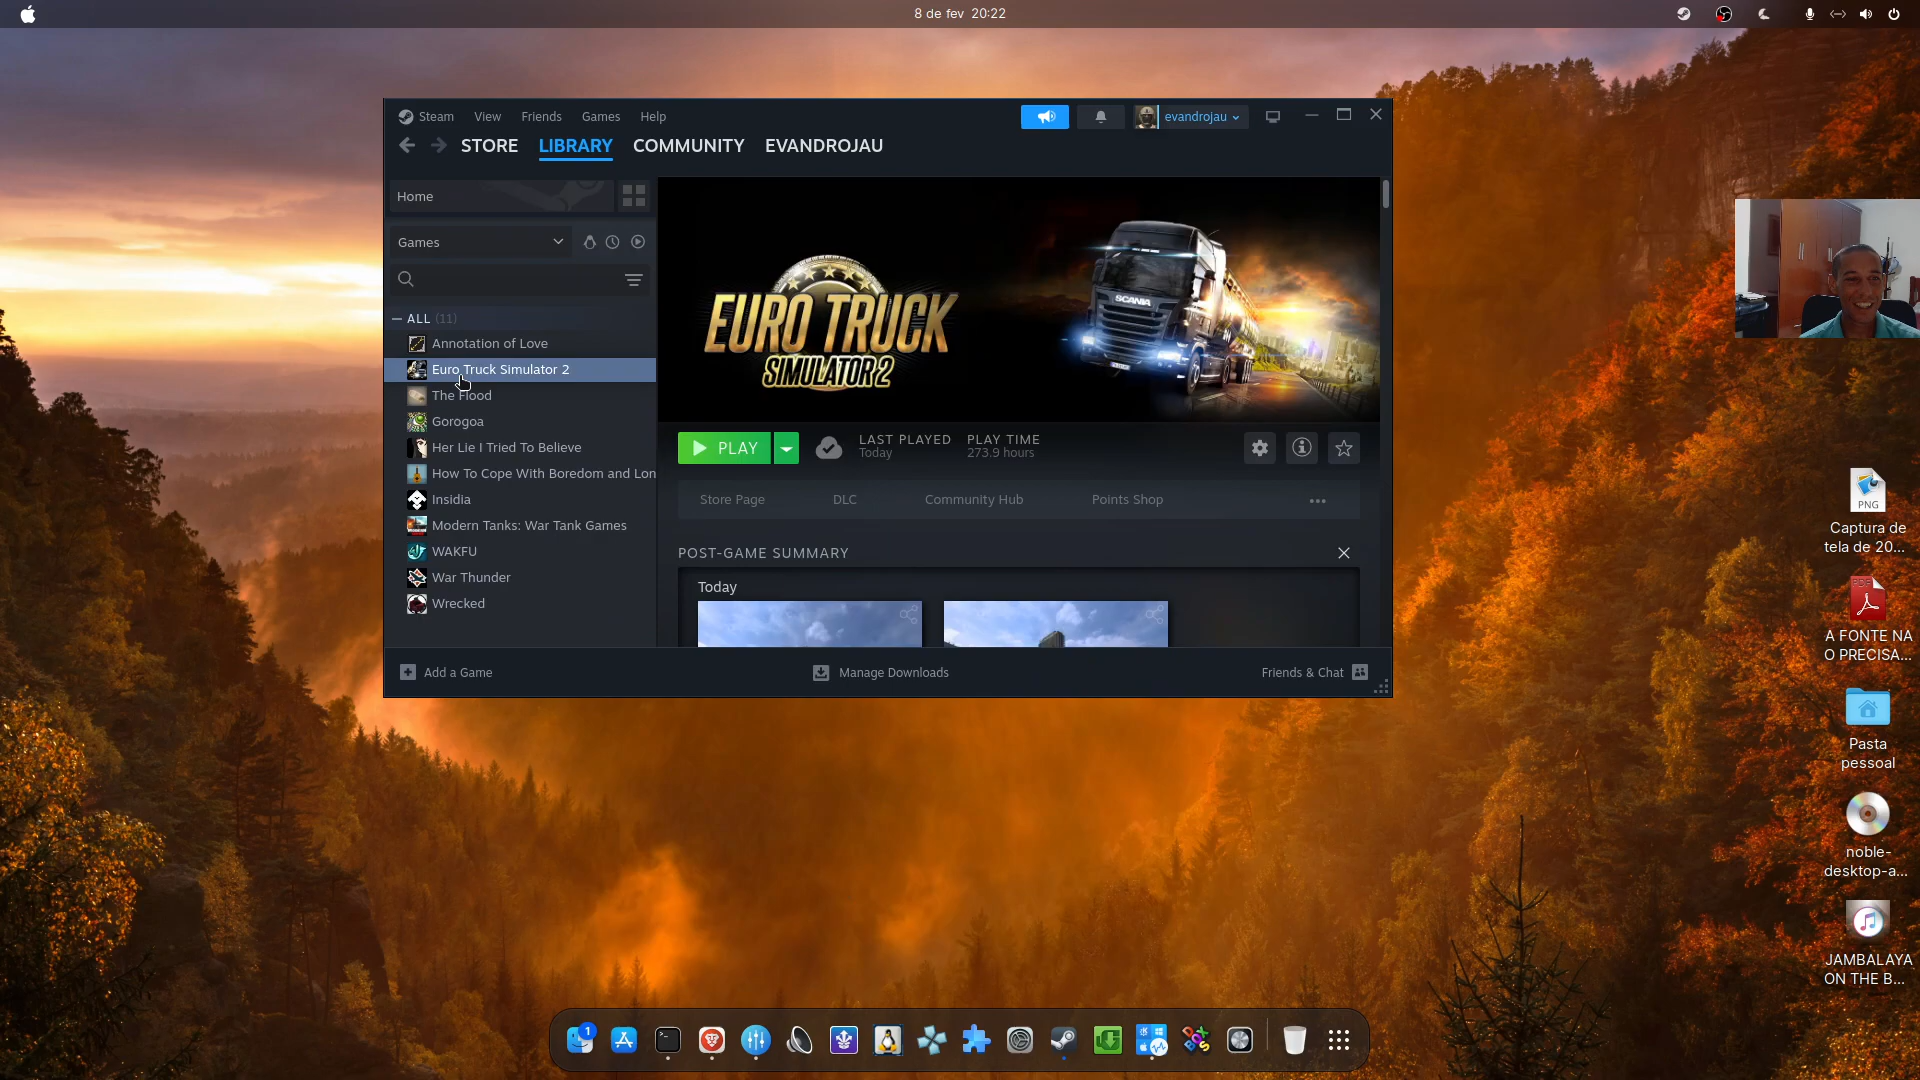 8 de fev 20:22
Steam View Friends Games Help
evandrojau
STORE LIBRARY COMMUNITY EVANDROJAU
Home
Games
ALL (11)
Annotation of Love
Euro Truck Simulator 2
The Flood
Gorogoa
Her Lie I Tried To Believe
How To Cope With Boredom and Lon
Insidia
Modern Tanks: War Tank Games
WAKFU
War Thunder
Wrecked
EURO TRUCK
SIMULATOR 2
SCANIA
PLAY
LAST PLAYED
Today
PLAY TIME
273.9 hours
Store Page DLC Community Hub Points Shop
POST-GAME SUMMARY
Today
Add a Game
Manage Downloads
Friends & Chat
PNG
Captura de
tela de 20...
PDF
A FONTE NA
O PRECISA...
Pasta
pessoal
noble-
desktop-a...
JAMBALAYA
ON THE B...
1